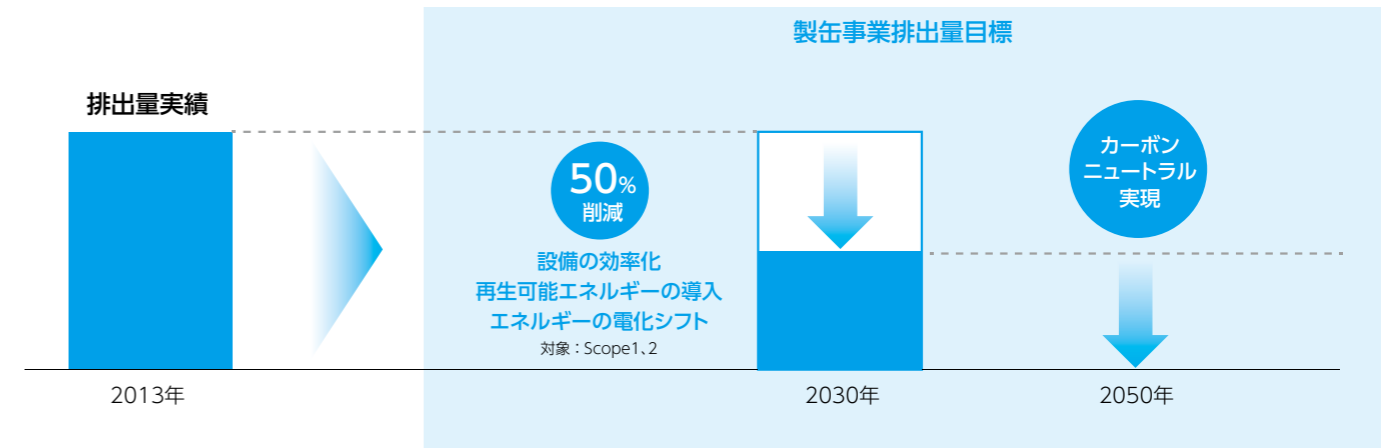 製缶事業排出量目標
排出量実績
50%
削減
設備の効率化
再生可能エネルギーの導入
エネルギーの電化シフト
対象：Scope1、2
カーボン
ニュートラル
実現
2013年
2030年
2050年